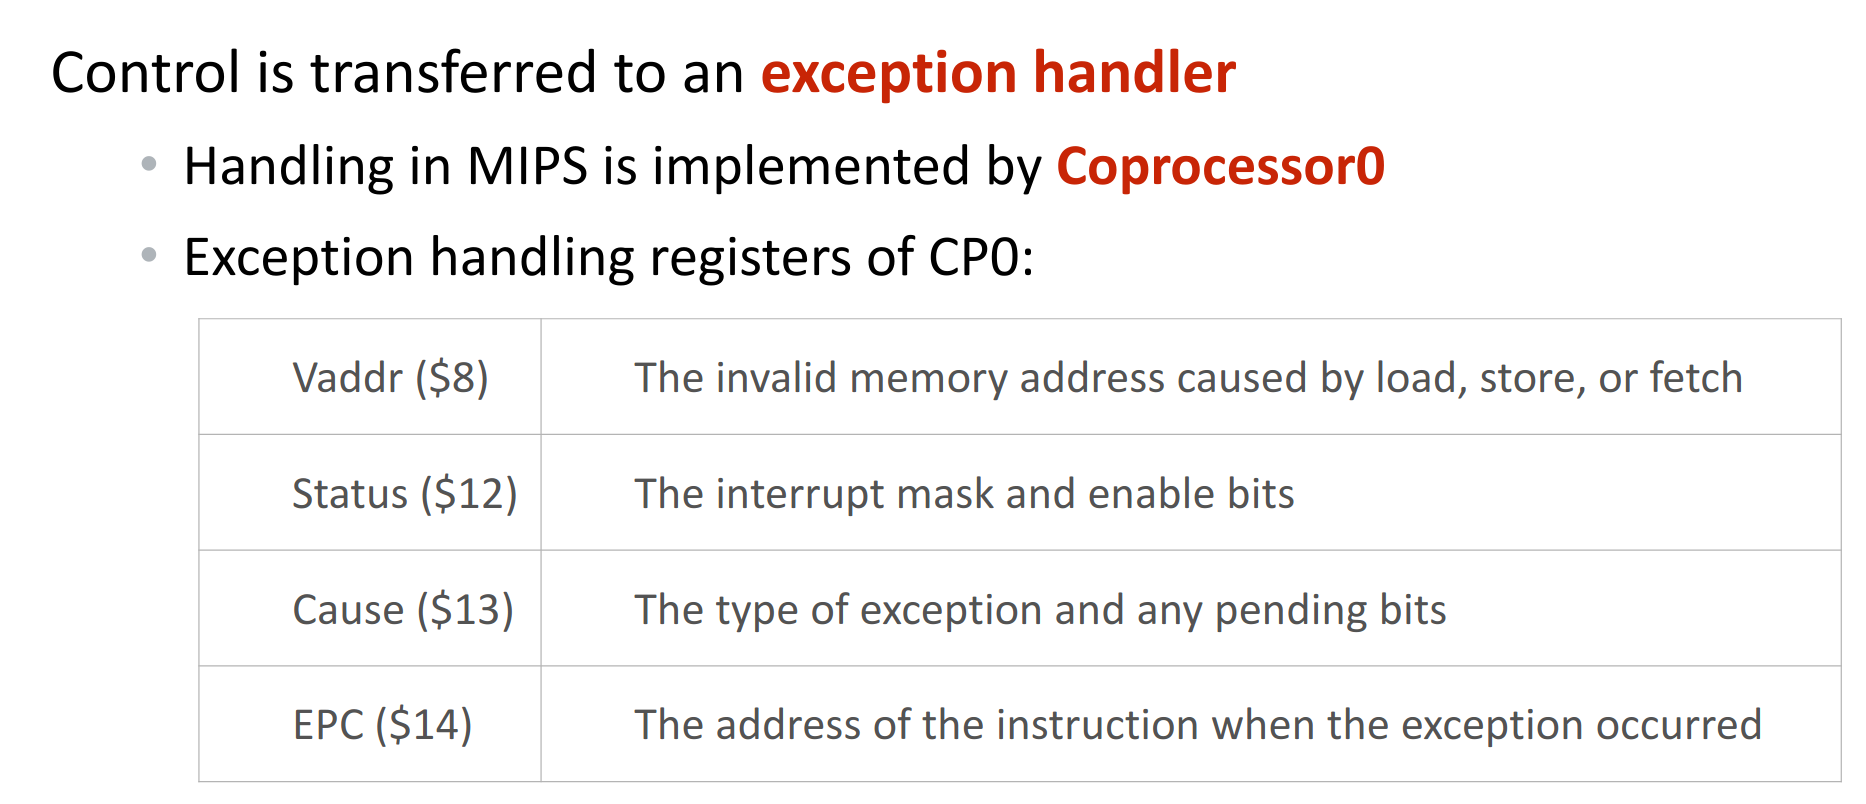 Control is transferred to an exception handler
• Handling in MIPS is implemented by Coprocessor0
• Exception handling registers of CP0:
Vaddr ($8) The invalid memory address caused by load, store, or fetch
Status ($12) The interrupt mask and enable bits
Cause ($13) The type of exception and any pending bits
EPC ($14) The address of the instruction when the exception occurred